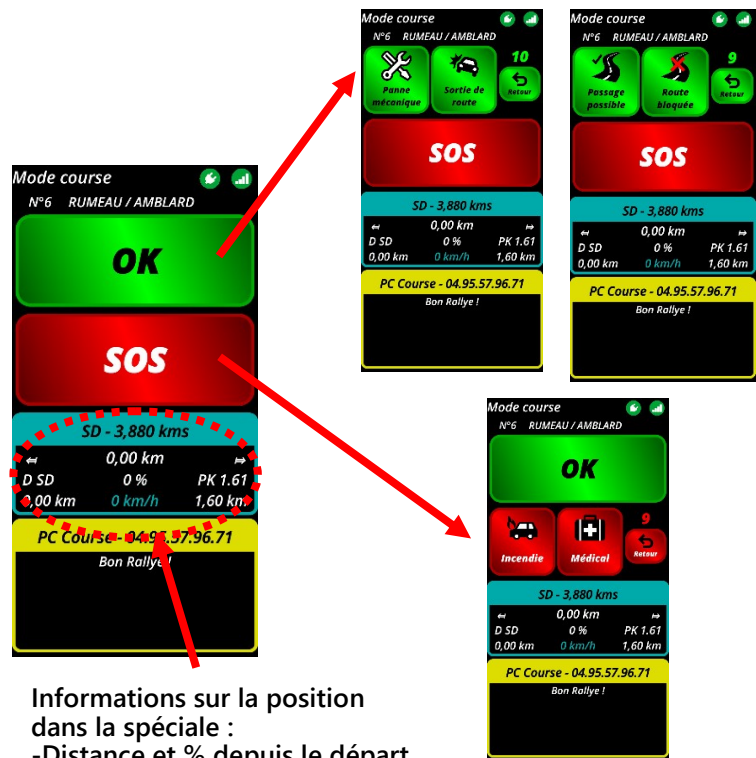 Mode course
N°6 RUMEAU / AMBLARD
OK
SOS
SD - 3,880 kms
0,00 km
D SD 0 % PK 1.61
0,00 km 0 km/h 1,60 km
PC Course - 04.95.57.96.71
Bon Rallye !
Informations sur la position
dans la spéciale :
-Distance et % depuis le départ
Mode course
N°6 RUMEAU / AMBLARD
10
Panne
mécanique
Sortie de
route
Retour
SOS
SD - 3,880 kms
0,00 km
D SD 0 % PK 1.61
0,00 km 0 km/h 1,60 km
PC Course - 04.95.57.96.71
Bon Rallye !
Mode course
N°6 RUMEAU / AMBLARD
9
Passage
possible
Route
bloquée
Retour
SOS
SD - 3,880 kms
0,00 km
D SD 0 % PK 1.61
0,00 km 0 km/h 1,60 km
PC Course - 04.95.57.96.71
Bon Rallye !
Mode course
N°6 RUMEAU / AMBLARD
OK
9
Incendie
Médical
Retour
SD - 3,880 kms
0,00 km
D SD 0 % PK 1.61
0,00 km 0 km/h 1,60 km
PC Course - 04.95.57.96.71
Bon Rallye !